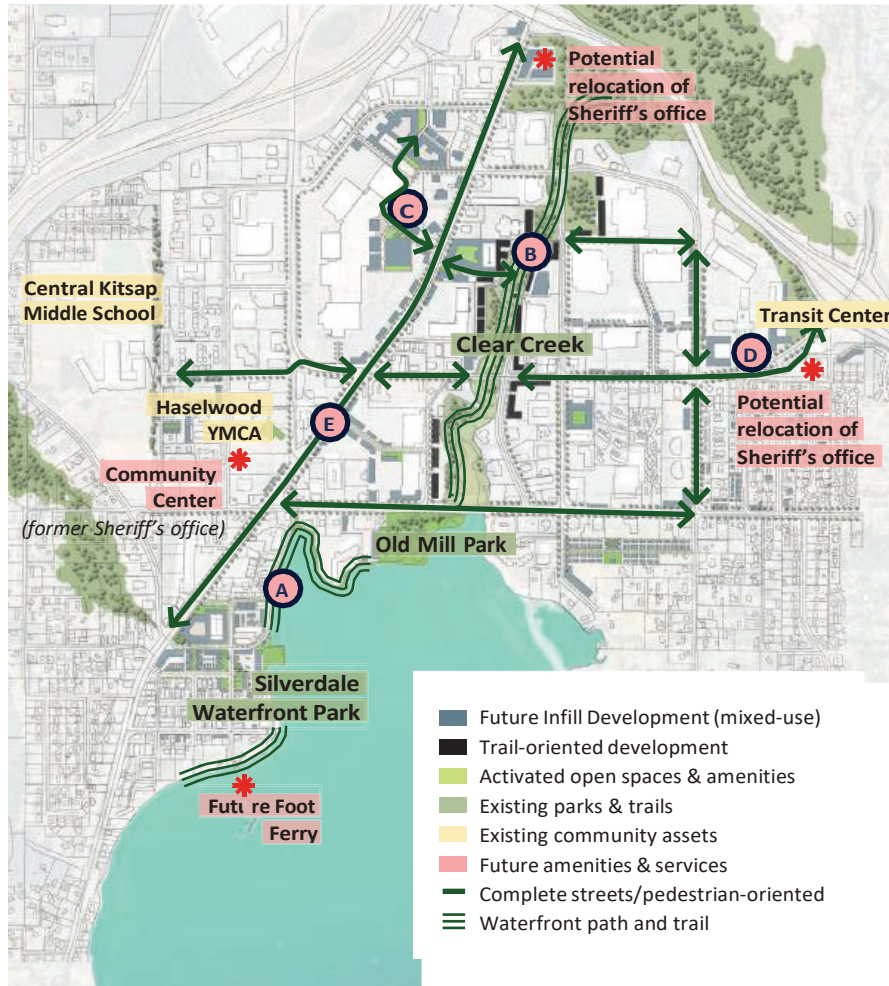 Potential
relocation of
Sheriff's office
C
B
Central Kitsap
Middle School
Transit Center
Clear Creek
D
Haselwood
YMCA
E
Potential
relocation of
Sheriff's office
Community
Center
(former Sheriff's office)
Old Mill Park
A
Silverdale
Waterfront Park
Future Foot
Ferry
Future Infill Development (mixed-use)
Trail-oriented development
Activated open spaces & amenities
Existing parks & trails
Existing community assets
Future amenities & services
Complete streets/pedestrian-oriented
Waterfront path and trail